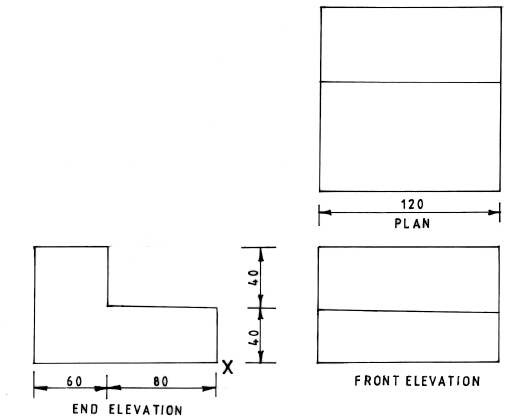 120
PLAN
40
40
X
60 80
FRONT ELEVATION
END ELEVATION